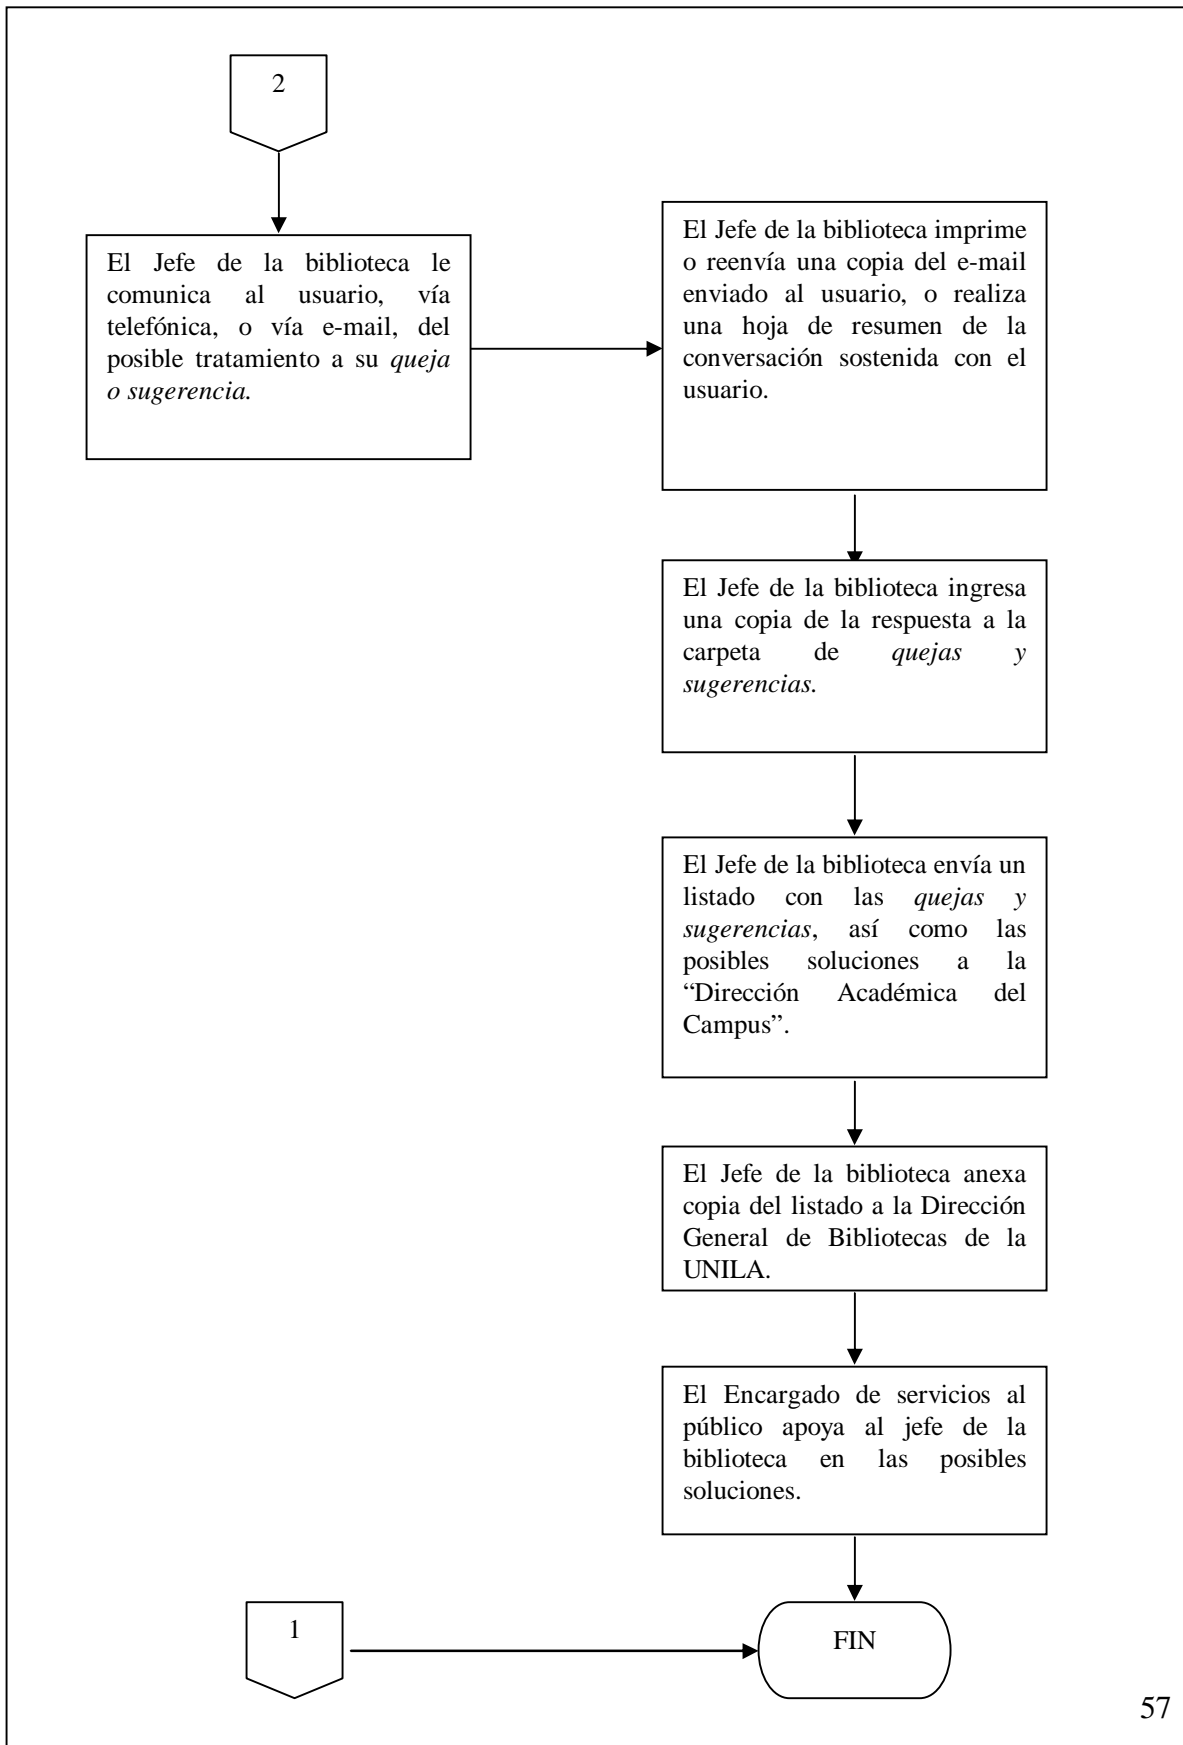 2
El Jefe de la biblioteca le
comunica al usuario, vía
telefónica, o vía e-mail, del
posible tratamiento a su queja
o sugerencia.
El Jefe de la biblioteca imprime
o reenvía una copia del e-mail
enviado al usuario, o realiza
una hoja de resumen de la
conversación sostenida con el
usuario.
El Jefe de la biblioteca ingresa
una copia de la respuesta a la
carpeta de quejas y
sugerencias.
El Jefe de la biblioteca envía un
listado con las quejas y
sugerencias, así como las
posibles soluciones a la
“Dirección Académica del
Campus”.
El Jefe de la biblioteca anexa
copia del listado a la Dirección
General de Bibliotecas de la
UNILA.
El Encargado de servicios al
público apoya al jefe de la
biblioteca en las posibles
soluciones.
1
FIN
57